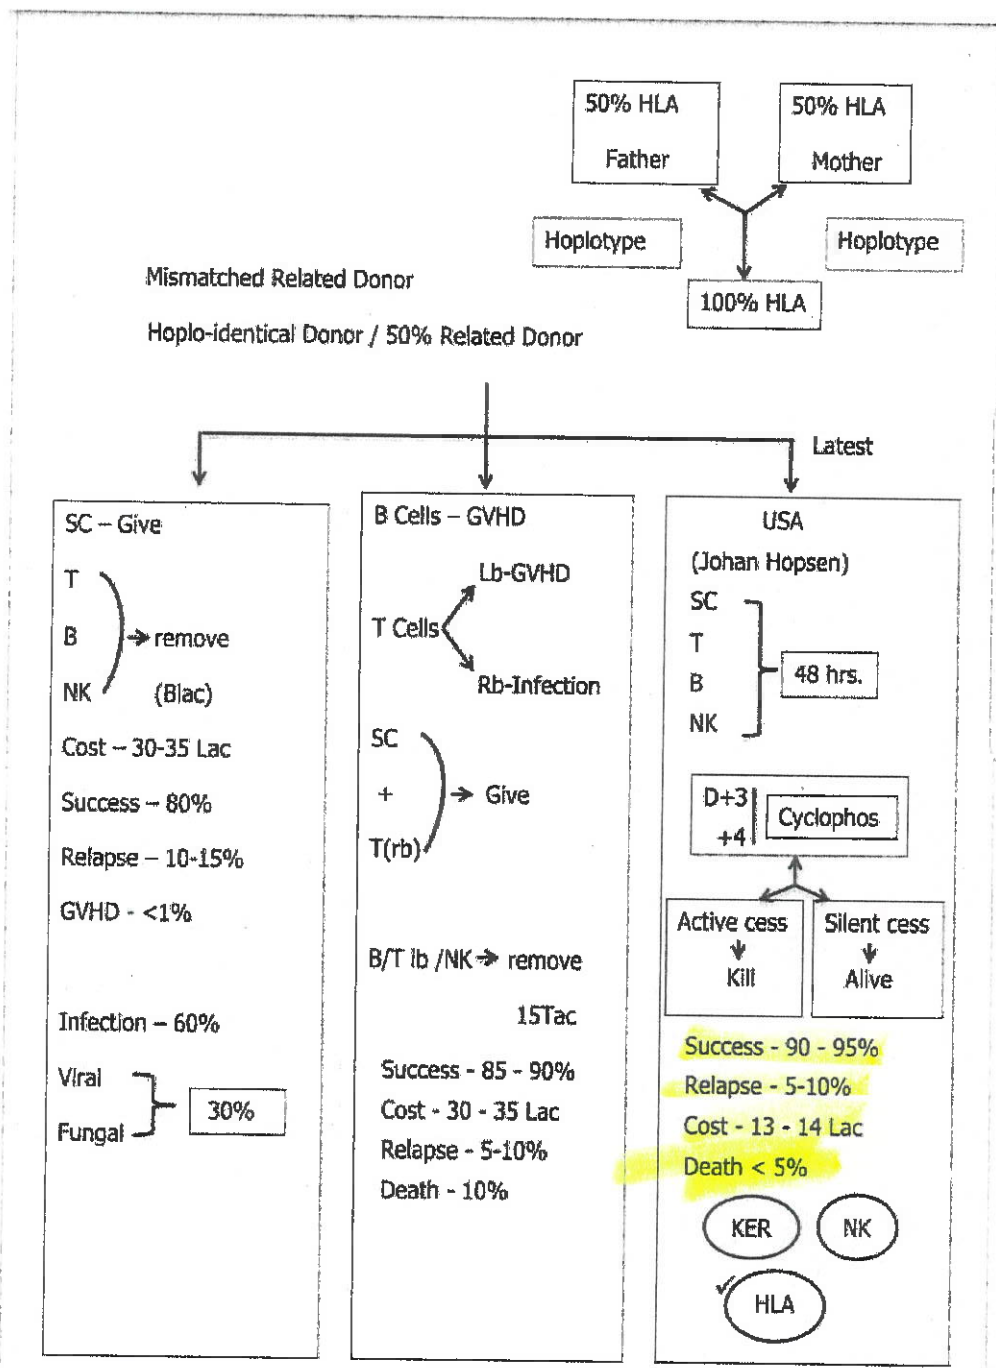 50% HLA
Father
50% HLA
Mother
Hoplotype
Hoplotype
100% HLA
Mismatched Related Donor
Hoplo-identical Donor / 50% Related Donor
Latest
SC – Give
T
B
NK
remove
(Blac)
Cost – 30-35 Lac
Success – 80%
Relapse – 10-15%
GVHD - <1%
Infection – 60%
Viral
Fungal
30%
B Cells – GVHD
Lb-GVHD
T Cells
Rb-Infection
SC
+
T(rb)
Give
B/T lb /NK → remove
15Tac
Success - 85 - 90%
Cost - 30 - 35 Lac
Relapse - 5-10%
Death - 10%
USA
(Johan Hopsen)
SC
T
B
NK
48 hrs.
D+3
+4
Cyclophos
Active cess
Kill
Silent cess
Alive
Success - 90 - 95%
Relapse - 5-10%
Cost - 13 - 14 Lac
Death < 5%
KER
NK
HLA